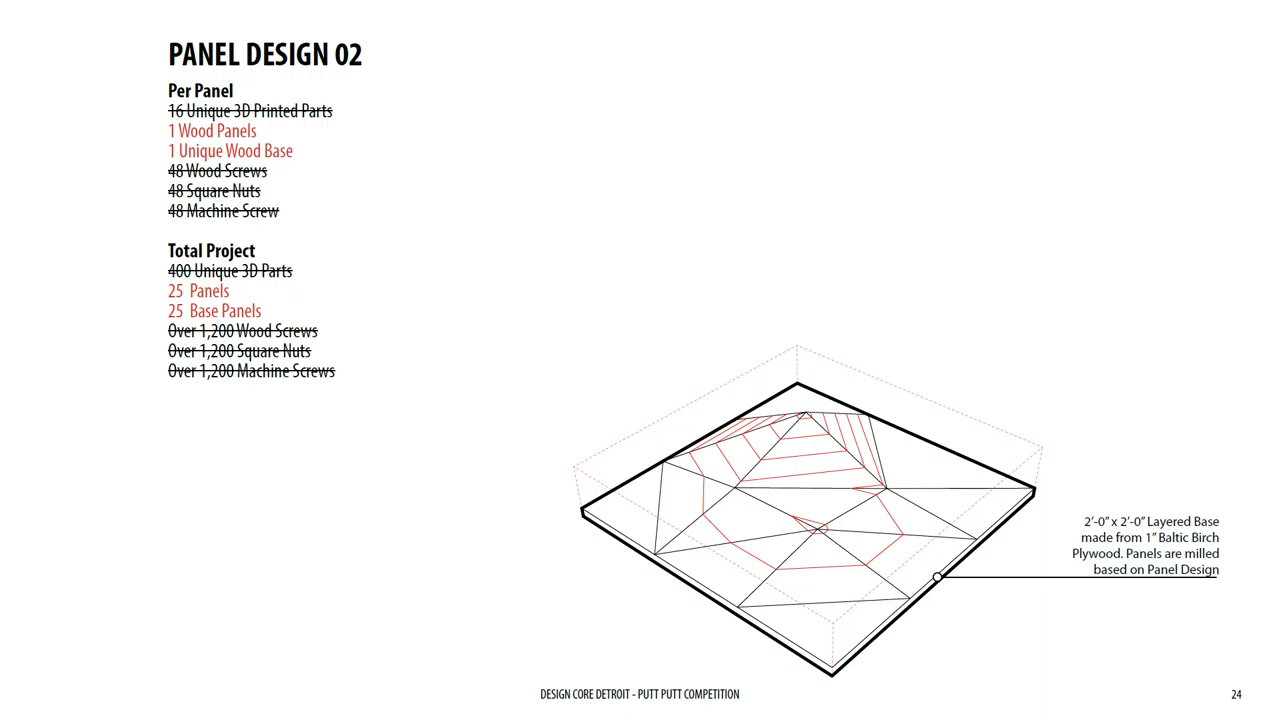 PANEL DESIGN 02
Per Panel
16 Unique 3D Printed Parts
1 Wood Panels
1 Unique Wood Base
48 Wood Screws
48 Square Nuts
48 Machine Screw
Total Project
400 Unique 3D Parts
25 Panels
25 Base Panels
Over 1,200 Wood Screws
Over 1,200 Square Nuts
Over 1,200 Machine Screws
2'-0" x 2'-0" Layered Base
made from 1" Baltic Birch
Plywood. Panels are milled
based on Panel Design
DESIGN CORE DETROIT - PUTT PUTT COMPETITION
24